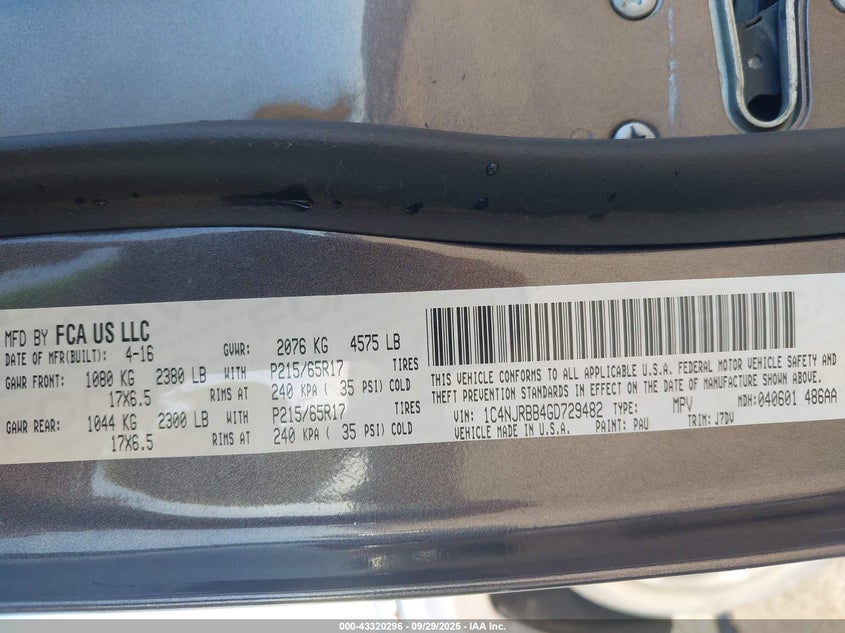 MFD BY FCA US LLC
DATE OF MFR(BUILT): 4-16 GVWR: 2076 KG 4575 LB
GAWR FRONT: 1080 KG 2380 LB WITH P215/65R17 TIRES
17X6.5 RIMS AT 240 KPA ( 35 PSI) COLD
GAWR REAR: 1044 KG 2300 LB WITH P215/65R17 TIRES
17X6.5 RIMS AT 240 KPA ( 35 PSI) COLD
THIS VEHICLE CONFORMS TO ALL APPLICABLE U.S.A. FEDERAL MOTOR VEHICLE SAFETY AND
THEFT PREVENTION STANDARDS IN EFFECT ON THE DATE OF MANUFACTURE SHOWN ABOVE.
VIN: 1C4NJRBB4GD729482 TYPE: MPV MDH: 040601 486AA
VEHICLE MADE IN U.S.A. PAINT: PAU TRIM: J7DV
000-43320296 - 09/29/2025 - IAA Inc.